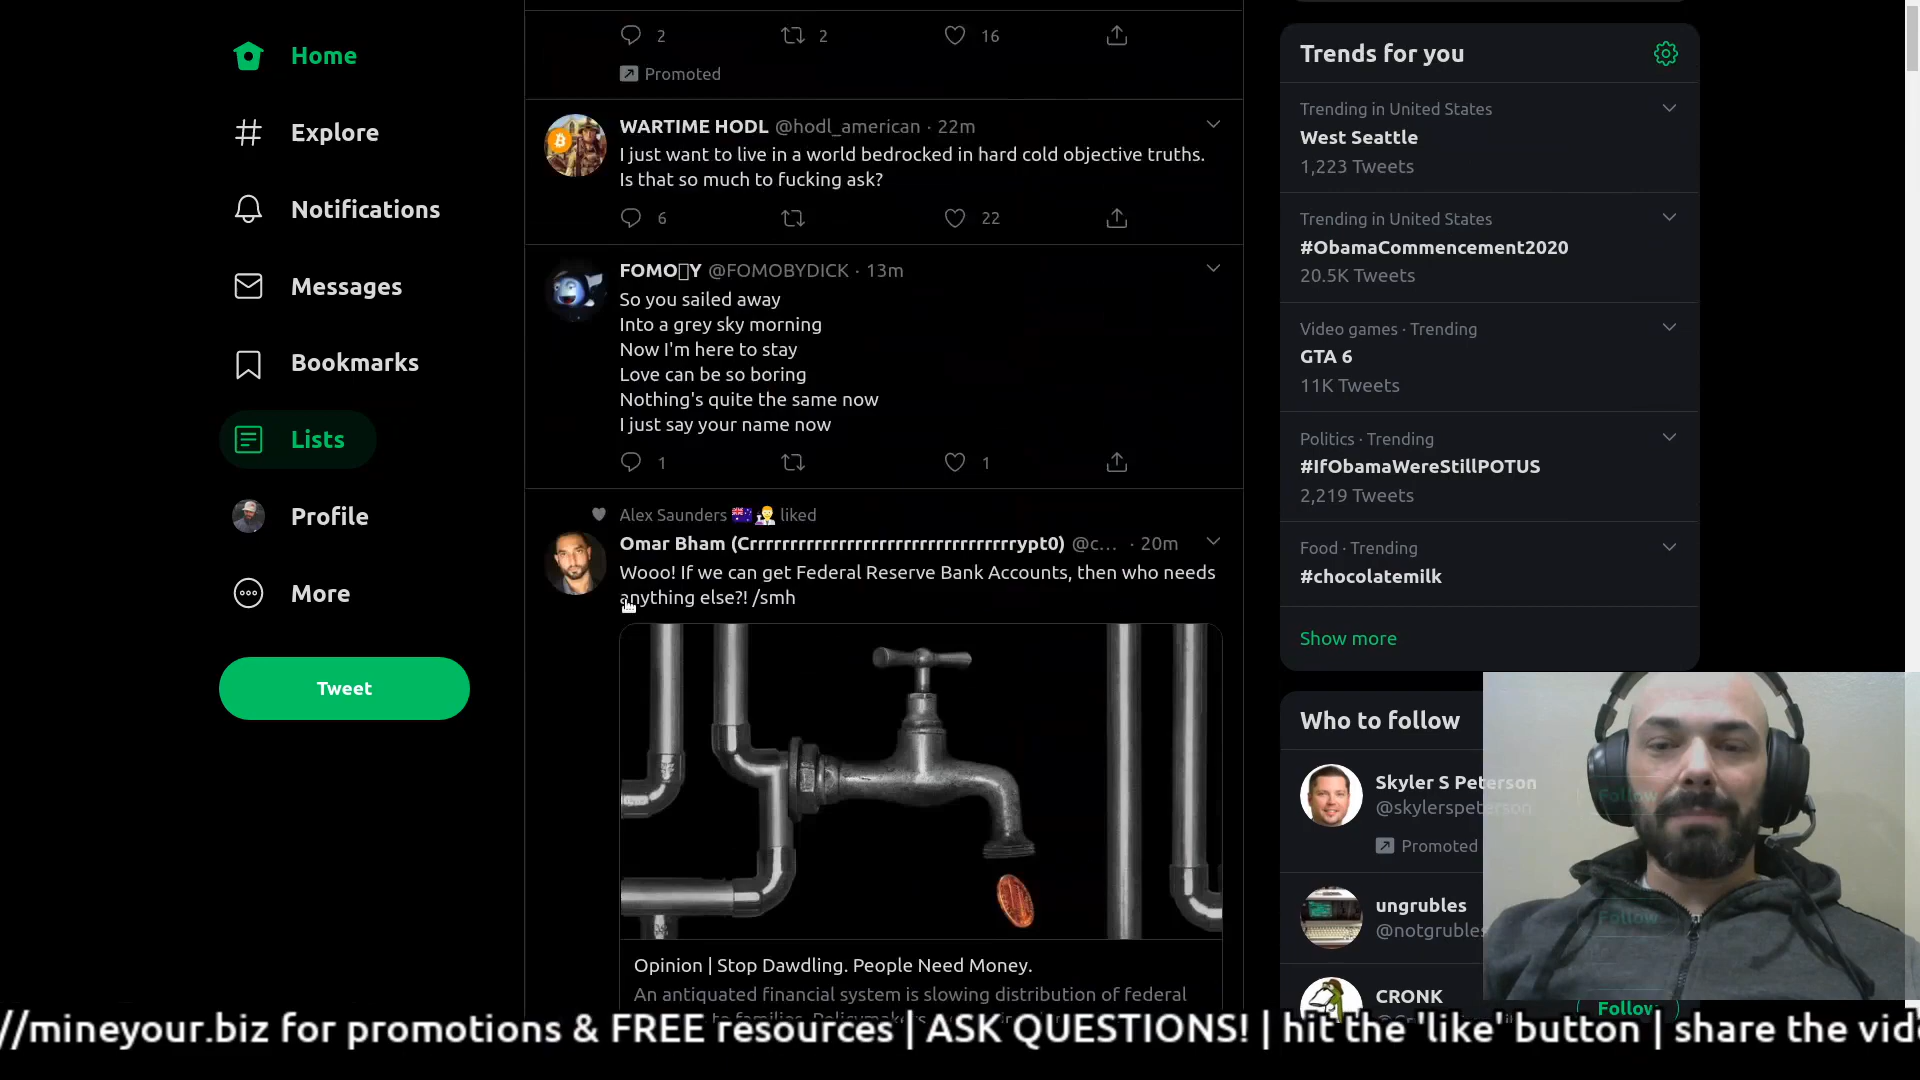 Home
Explore
Notifications
Messages
Bookmarks
Lists
Profile
More
Tweet
2 2 16
Promoted
WARTIME HODL @hodl_american · 22m
I just want to live in a world bedrocked in hard cold objective truths.
Is that so much to fucking ask?
6 22
FOMO▯Y @FOMOBYDICK · 13m
So you sailed away
Into a grey sky morning
Now I'm here to stay
Love can be so boring
Nothing's quite the same now
I just say your name now
1 1
Alex Saunders 🇦🇺 liked
Omar Bham (Crrrrrrrrrrrrrrrrrrrrrrrrrrrrrrrrrypt0) @c... · 20m
Wooo! If we can get Federal Reserve Bank Accounts, then who needs
anything else?! /smh
Opinion | Stop Dawdling. People Need Money.
An antiquated financial system is slowing distribution of federal
Trends for you
Trending in United States
West Seattle
1,223 Tweets
Trending in United States
#ObamaCommencement2020
20.5K Tweets
Video games · Trending
GTA 6
11K Tweets
Politics · Trending
#IfObamaWereStillPOTUS
2,219 Tweets
Food · Trending
#chocolatemilk
Show more
Who to follow
Skyler S Peterson
@skylerspeterson
Follow
Promoted
ungrubles
@notgrubles
Follow
CRONK
Follow
//mineyour.biz for promotions & FREE resources | ASK QUESTIONS! | hit the 'like' button | share the vid